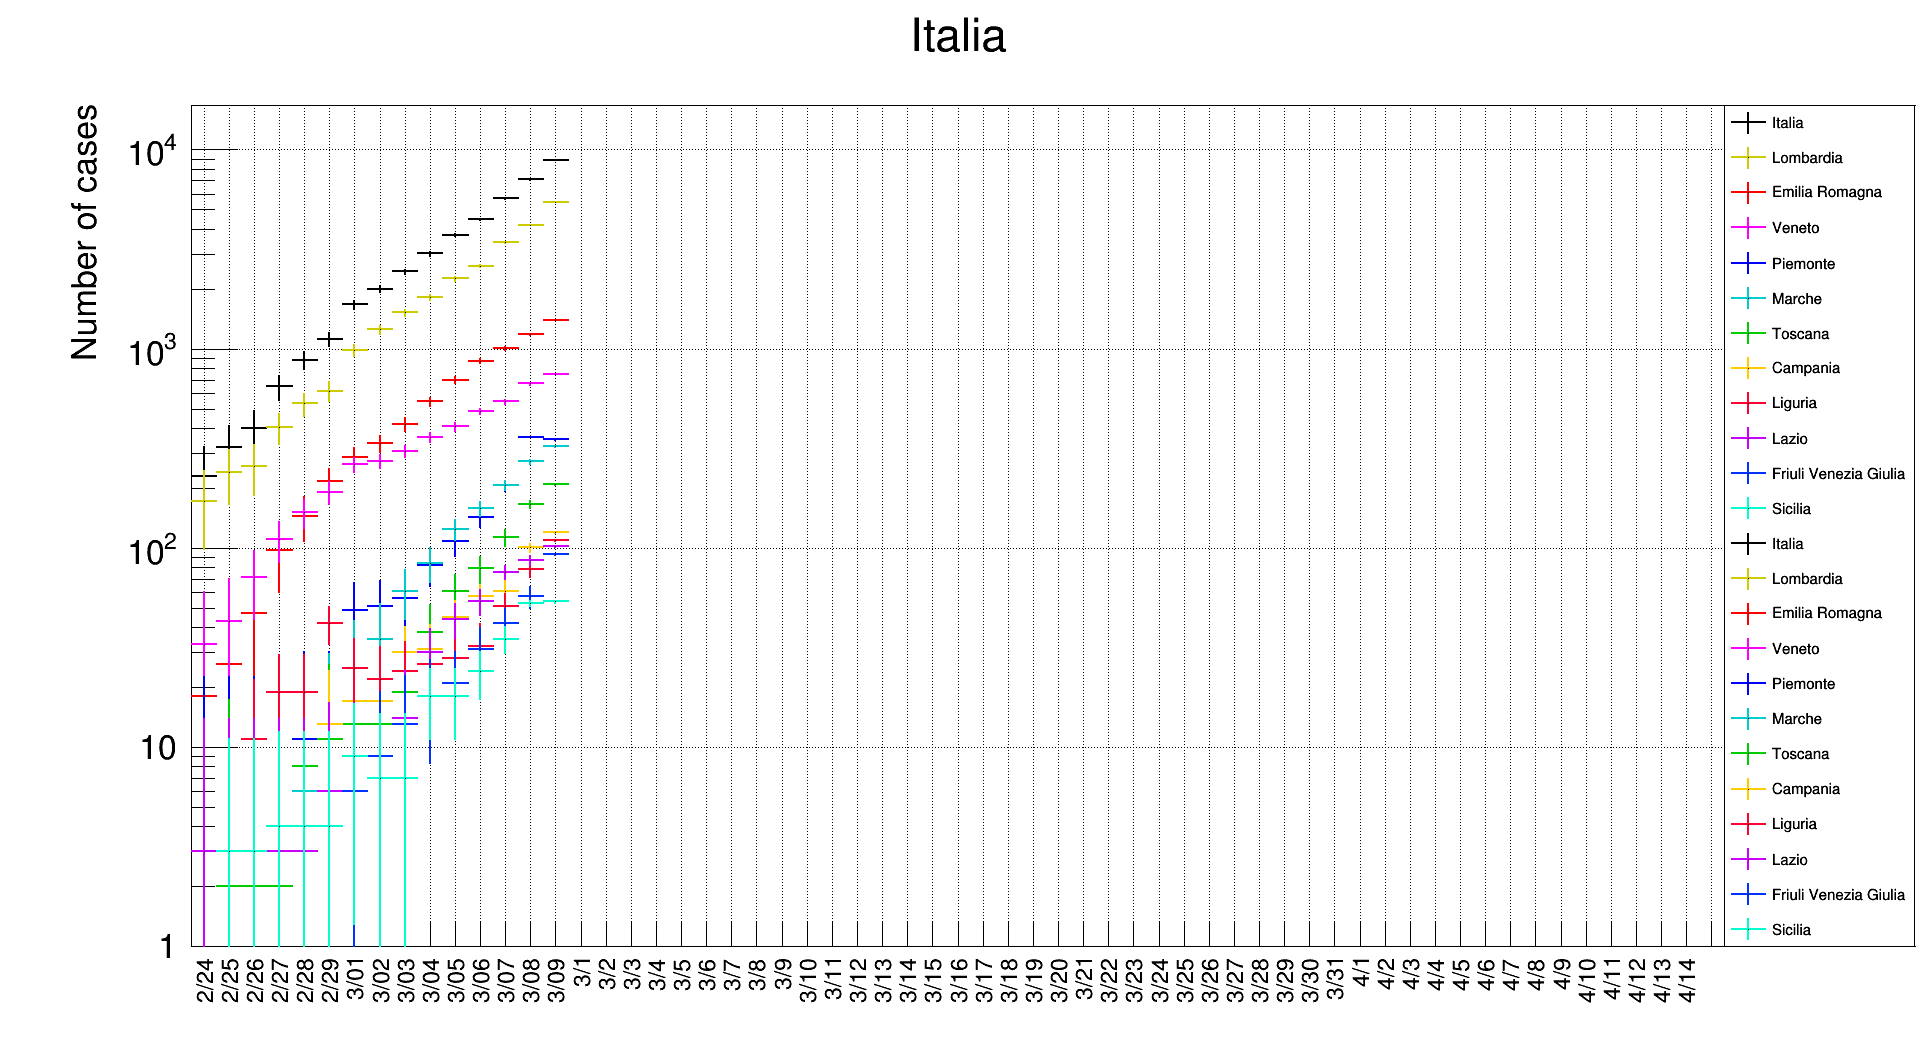 Italia
Number of cases
10^4
10^3
10^2
10
1
2/24
2/25
2/26
2/27
2/28
2/29
3/01
3/02
3/03
3/04
3/05
3/06
3/07
3/08
3/09
3/1
3/2
3/3
3/4
3/5
3/6
3/7
3/8
3/9
3/10
3/11
3/12
3/13
3/14
3/15
3/16
3/17
3/18
3/19
3/20
3/21
3/22
3/23
3/24
3/25
3/26
3/27
3/28
3/29
3/30
3/31
4/1
4/2
4/3
4/4
4/5
4/6
4/7
4/8
4/9
4/10
4/11
4/12
4/13
4/14
Italia
Lombardia
Emilia Romagna
Veneto
Piemonte
Marche
Toscana
Campania
Liguria
Lazio
Friuli Venezia Giulia
Sicilia
Italia
Lombardia
Emilia Romagna
Veneto
Piemonte
Marche
Toscana
Campania
Liguria
Lazio
Friuli Venezia Giulia
Sicilia